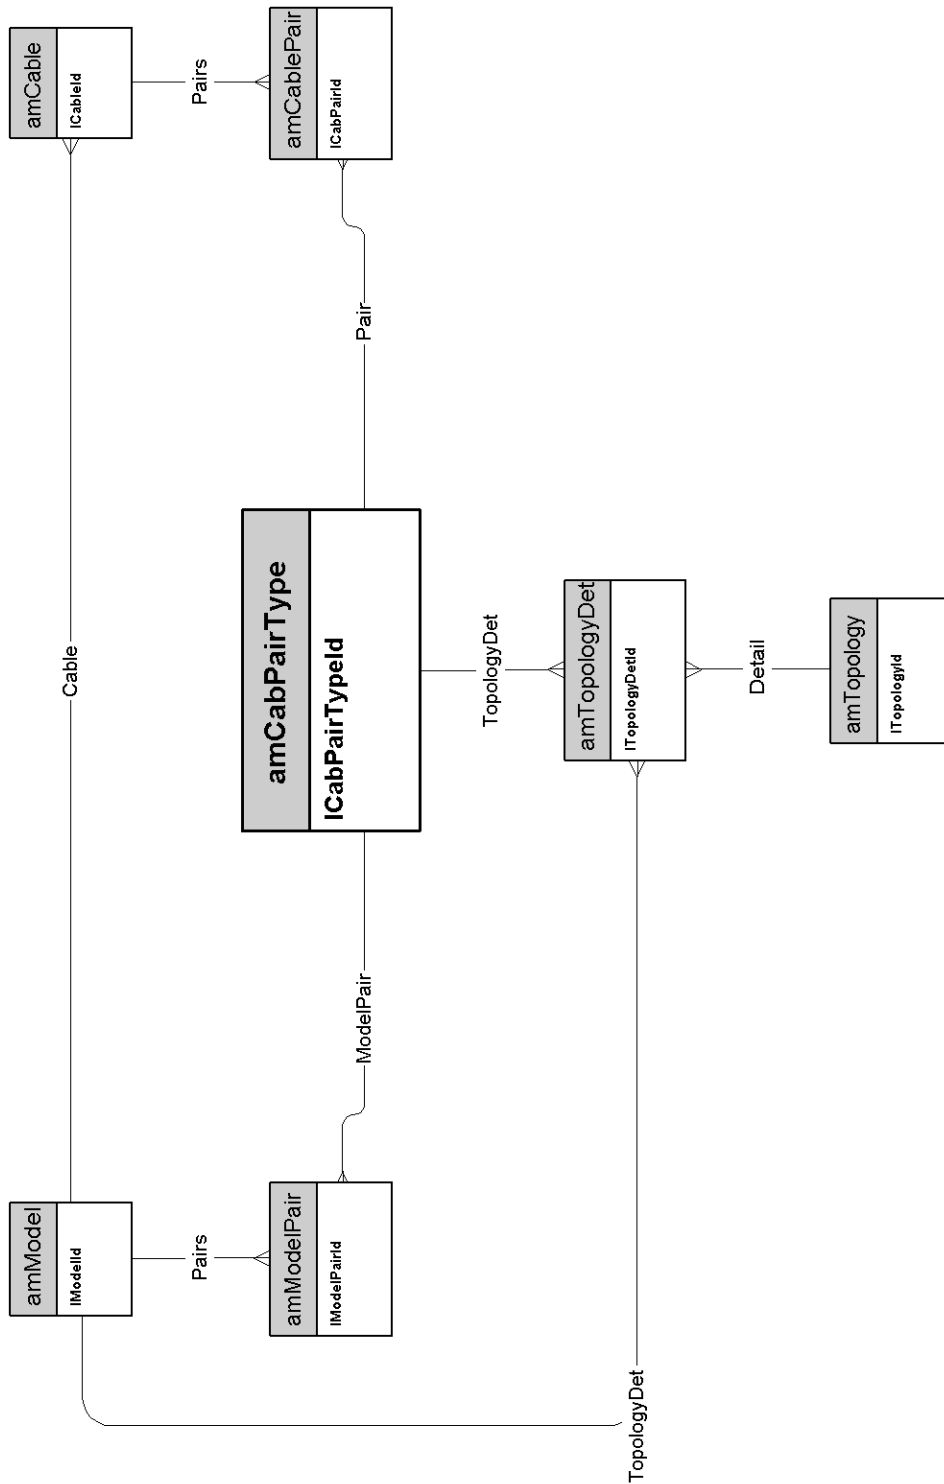 amModel
lModelId
Cable
amCable
lCableId
Pairs
Pairs
amModelPair
lModelPairId
ModelPair
amCabPairType
lCabPairTypeId
Pair
amCablePair
lCabPairId
TopologyDet
TopologyDet
amTopologyDet
lTopologyDetId
Detail
amTopology
lTopologyId